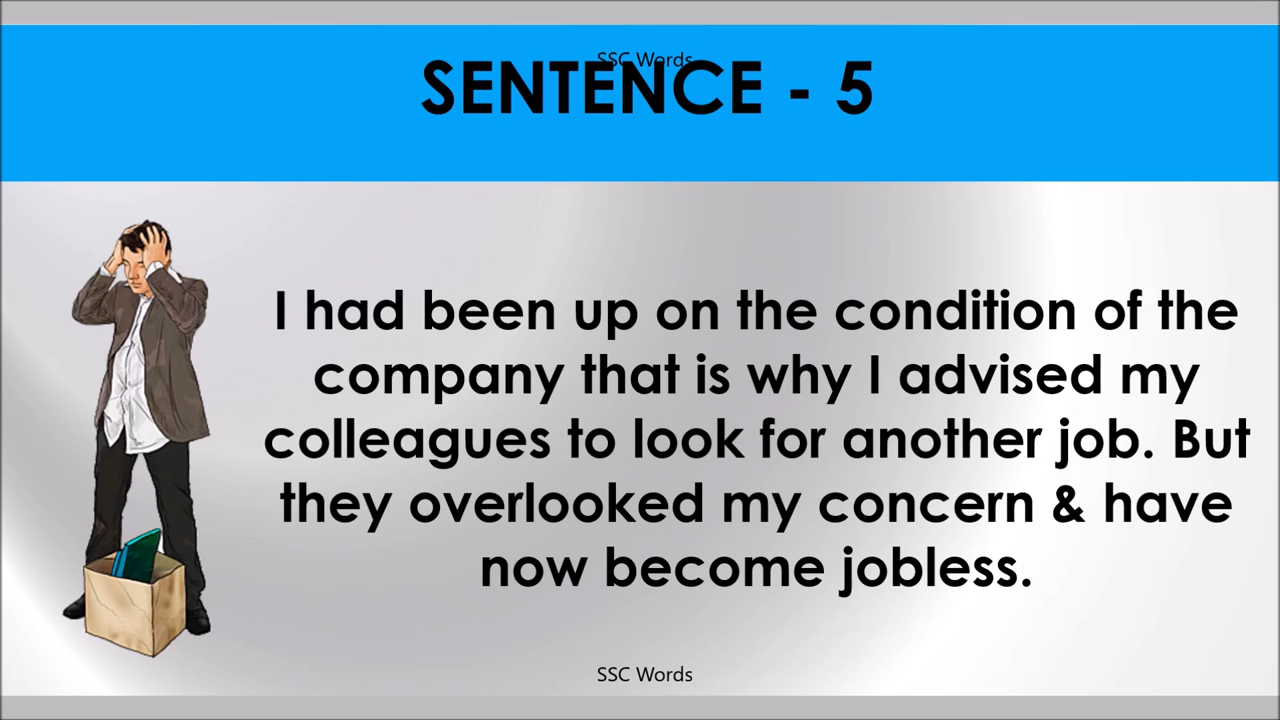 SSC Words
SENTENCE - 5
I had been up on the condition of the
company that is why I advised my
colleagues to look for another job. But
they overlooked my concern & have
now become jobless.
SSC Words